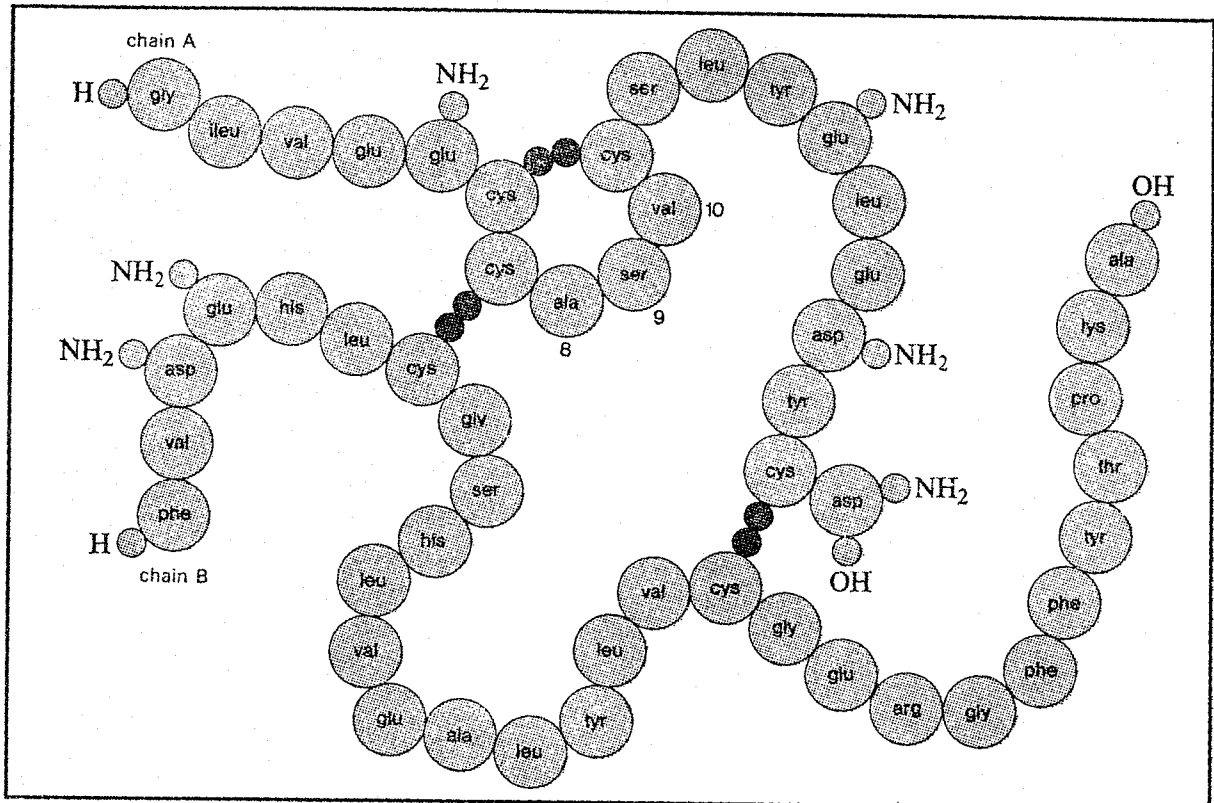 chain A
H
gly
ileu
val
glu
glu
NH₂
cys
cys
ala
8
ser
9
val
10
cys
ser
leu
tyr
glu
NH₂
leu
glu
asp
NH₂
tyr
cys
asp
NH₂
OH
chain B
H
phe
val
asp
NH₂
glu
NH₂
his
leu
cys
gly
ser
his
leu
val
glu
ala
leu
tyr
leu
val
cys
gly
glu
arg
gly
phe
phe
tyr
thr
pro
lys
ala
OH